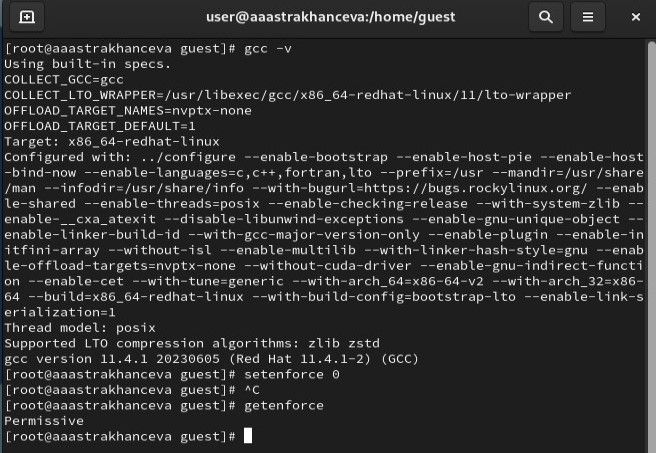 user@aaastrakhanceva:/home/guest
[root@aaastrakhanceva guest]# gcc -v
Using built-in specs.
COLLECT_GCC=gcc
COLLECT_LTO_WRAPPER=/usr/libexec/gcc/x86_64-redhat-linux/11/lto-wrapper
OFFLOAD_TARGET_NAMES=nvptx-none
OFFLOAD_TARGET_DEFAULT=1
Target: x86_64-redhat-linux
Configured with: ../configure --enable-bootstrap --enable-host-pie --enable-host
-bind-now --enable-languages=c,c++,fortran,lto --prefix=/usr --mandir=/usr/share
/man --infodir=/usr/share/info --with-bugurl=https://bugs.rockylinux.org/ --enab
le-shared --enable-threads=posix --enable-checking=release --with-system-zlib --
enable-__cxa_atexit --disable-libunwind-exceptions --enable-gnu-unique-object --
enable-linker-build-id --with-gcc-major-version-only --enable-plugin --enable-in
itfini-array --without-isl --enable-multilib --with-linker-hash-style=gnu --enab
le-offload-targets=nvptx-none --without-cuda-driver --enable-gnu-indirect-functi
on --enable-cet --with-tune=generic --with-arch_64=x86-64-v2 --with-arch_32=x86-
64 --build=x86_64-redhat-linux --with-build-config=bootstrap-lto --enable-link-s
erialization=1
Thread model: posix
Supported LTO compression algorithms: zlib zstd
gcc version 11.4.1 20230605 (Red Hat 11.4.1-2) (GCC)
[root@aaastrakhanceva guest]# setenforce 0
[root@aaastrakhanceva guest]# ^C
[root@aaastrakhanceva guest]# getenforce
Permissive
[root@aaastrakhanceva guest]#